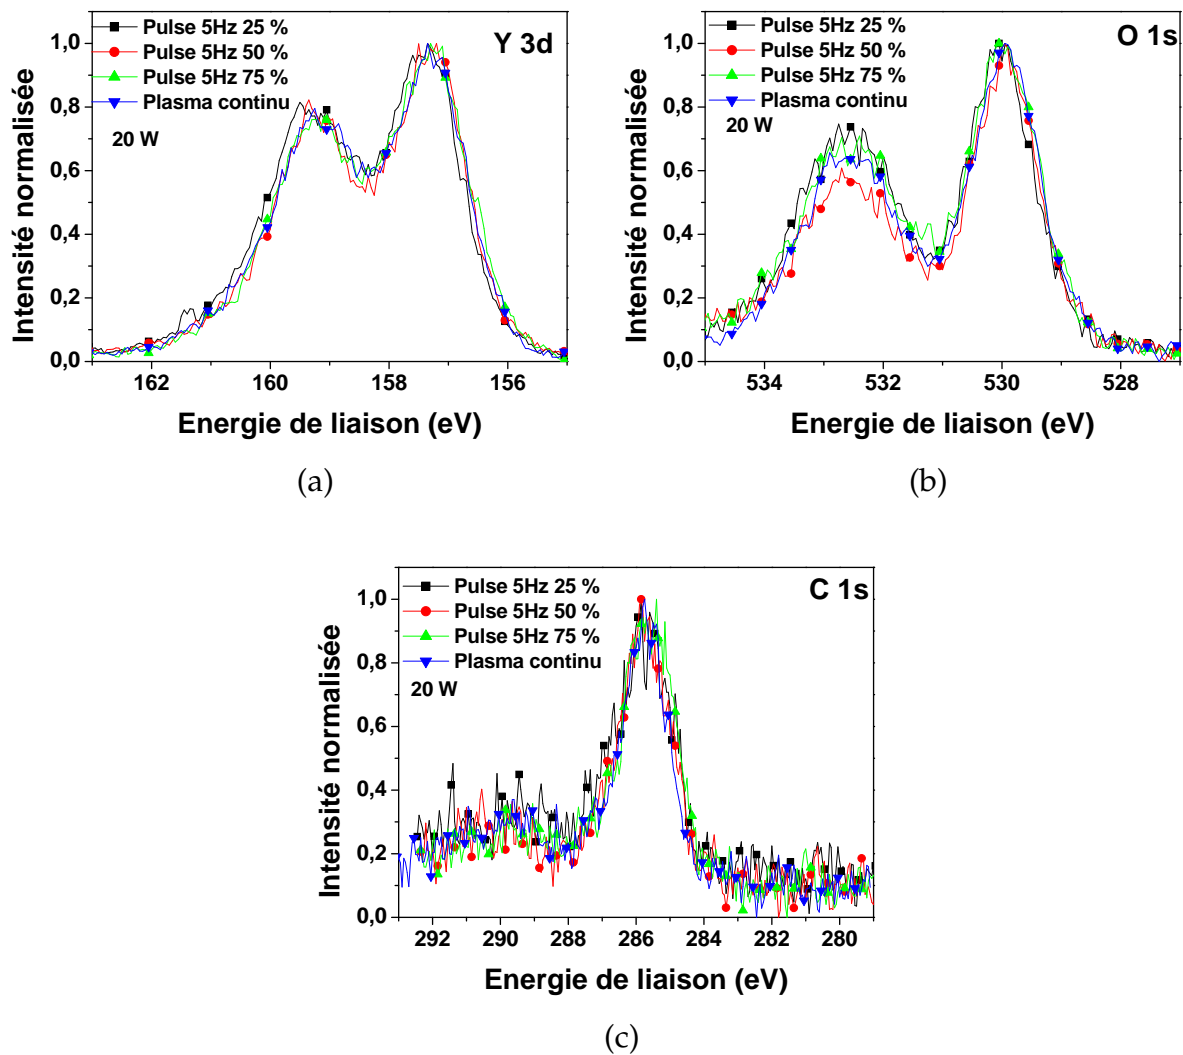 Pulse 5Hz 25 %
Pulse 5Hz 50 %
Pulse 5Hz 75 %
Plasma continu
20 W
Y 3d
1,0
0,8
0,6
0,4
0,2
0,0
162
160
158
156
Intensité normalisée
Energie de liaison (eV)
(a)
Pulse 5Hz 25 %
Pulse 5Hz 50 %
Pulse 5Hz 75 %
Plasma continu
20 W
O 1s
1,0
0,8
0,6
0,4
0,2
0,0
534
532
530
528
Intensité normalisée
Energie de liaison (eV)
(b)
Pulse 5Hz 25 %
Pulse 5Hz 50 %
Pulse 5Hz 75 %
Plasma continu
20 W
C 1s
1,0
0,8
0,6
0,4
0,2
0,0
292
290
288
286
284
282
280
Intensité normalisée
Energie de liaison (eV)
(c)